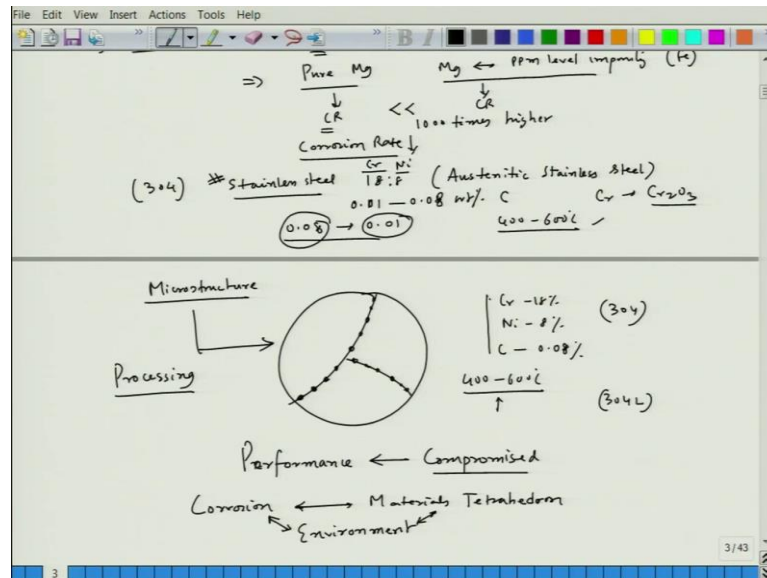 File Edit View Insert Actions Tools Help
B I
⇒ Pure Mg Mg ↔ ppm level impurity (Fe)
↓ ↓
CR << CR
1000 times higher
Corrosion Rate ↓
(304) # Stainless steel Cr Ni 18:8 (Austenitic Stainless Steel)
0.01 — 0.08 wt%. C Cr → Cr2O3
0.08 → 0.01 400-600°C ✓
Microstructure
Cr - 18%. (304)
Ni - 8%.
C - 0.08%.
Processing
400-600°C
↑ (304L)
Performance ← Compromised
Corrosion ↔ Materials Tetrahedron
Environment
3/43
3